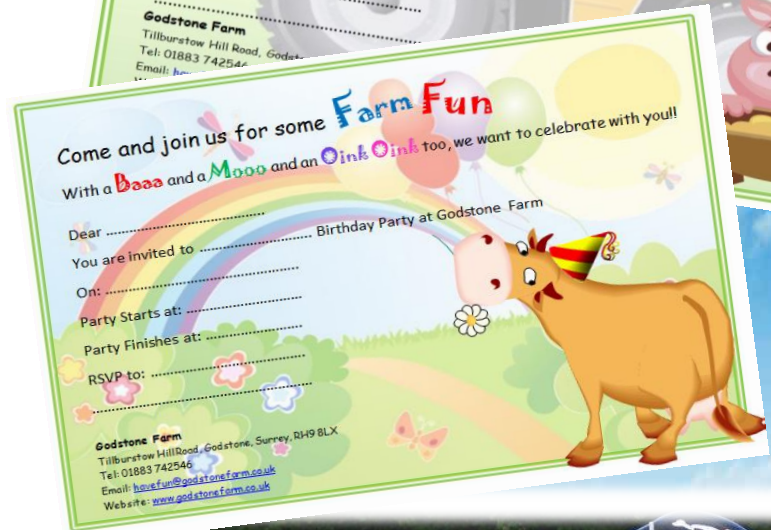 Godstone Farm
Tillburstow Hill Road, Godst
Tel: 01883 742546
Email: 
Come and join us for some Farm Fun
With a Baaa and a Mooo and an Oink Oink too, we want to celebrate with you!!
Dear ........................................
You are invited to ............................ Birthday Party at Godstone Farm
On: ................................................
Party Starts at: .............................
Party Finishes at: ........................
RSVP to: .......................................
.......................................................
Godstone Farm
Tillburstow Hill Road, Godstone, Surrey, RH9 8LX
Tel: 01883 742546
Email: havefun@godstonefarm.co.uk
Website: www.godstonefarm.co.uk